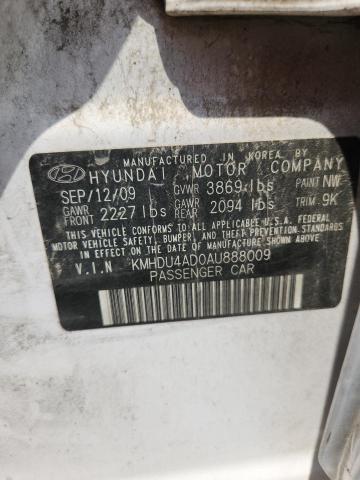 MANUFACTURED IN KOREA BY
HYUNDAI MOTOR COMPANY
SEP/12/09 GVWR 3869 lbs PAINT NW
GAWR FRONT 2227 lbs GAWR REAR 2094 lbs TRIM 9K
THIS VEHICLE CONFORMS TO ALL APPLICABLE U.S.A. FEDERAL
MOTOR VEHICLE SAFETY, BUMPER, AND THEFT PREVENTION STANDARDS
IN EFFECT ON THE DATE OF MANUFACTURE SHOWN ABOVE.
V.I.N KMHDU4AD0AU888009
PASSENGER CAR